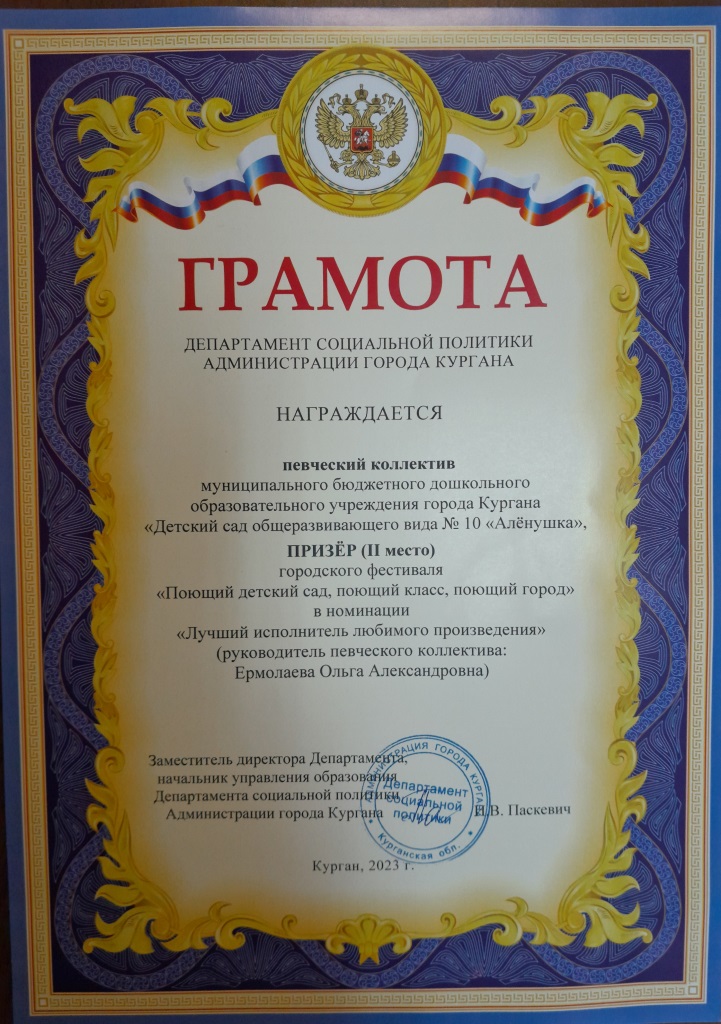 ГРАМОТА
ДЕПАРТАМЕНТ СОЦИАЛЬНОЙ ПОЛИТИКИ
АДМИНИСТРАЦИИ ГОРОДА КУРГАНА
НАГРАЖДАЕТСЯ
певческий коллектив
муниципального бюджетного дошкольного
образовательного учреждения города Кургана
«Детский сад общеразвивающего вида № 10 «Алёнушка»,
ПРИЗЁР (II место)
городского фестиваля
«Поющий детский сад, поющий класс, поющий город»
в номинации
«Лучший исполнитель любимого произведения»
(руководитель певческого коллектива:
Ермолаева Ольга Александровна)
Заместитель директора Департамента,
начальник управления образования
Департамента социальной политики
Администрации города Кургана
В. Паскевич
АДМИНИСТРАЦИЯ ГОРОДА КУРГАНА
Департамент
социальной
политики
Курганская обл.
Курган, 2023 г.